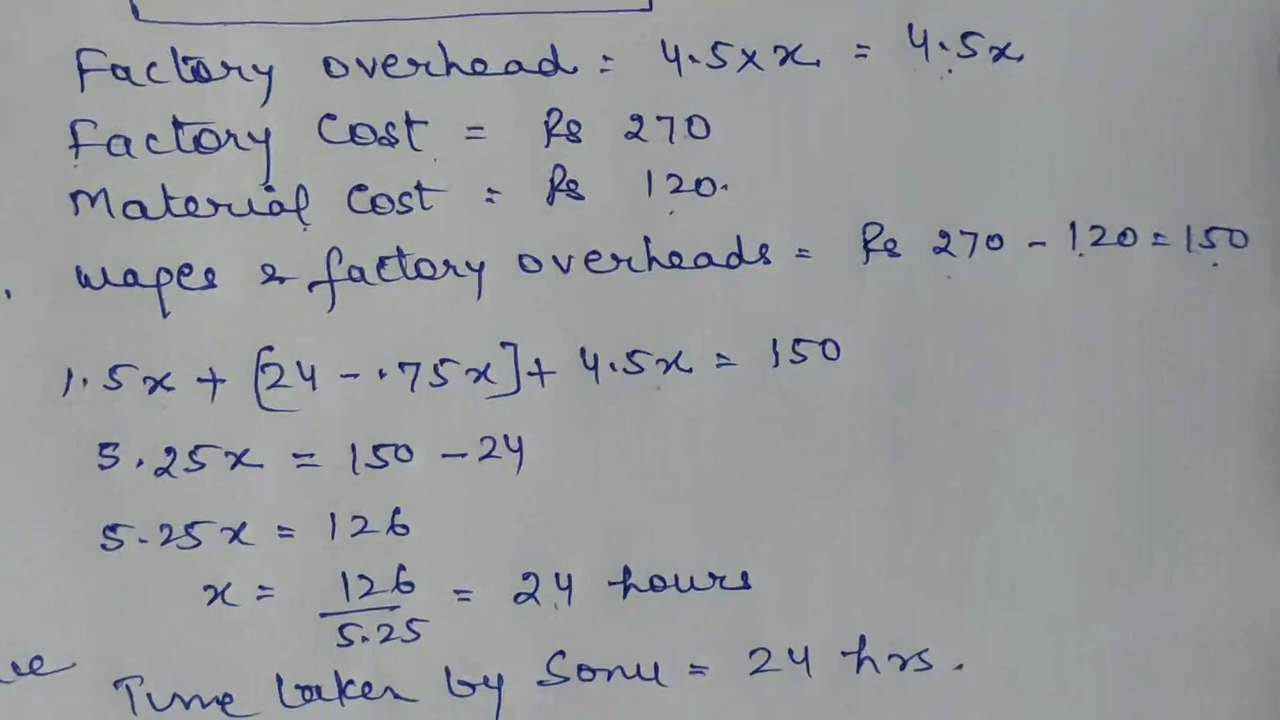 Factory overhead = 4.5×x = 4.5x
Factory Cost = Rs 270
Material Cost = Rs 120.
Wages & factory overheads = Rs 270 - 120 = 150
1.5x + [24 - .75x] + 4.5x = 150
5.25x = 150 - 24
5.25x = 126
x = 126/5.25 = 24 hours
Time taken by Sonu = 24 hrs.